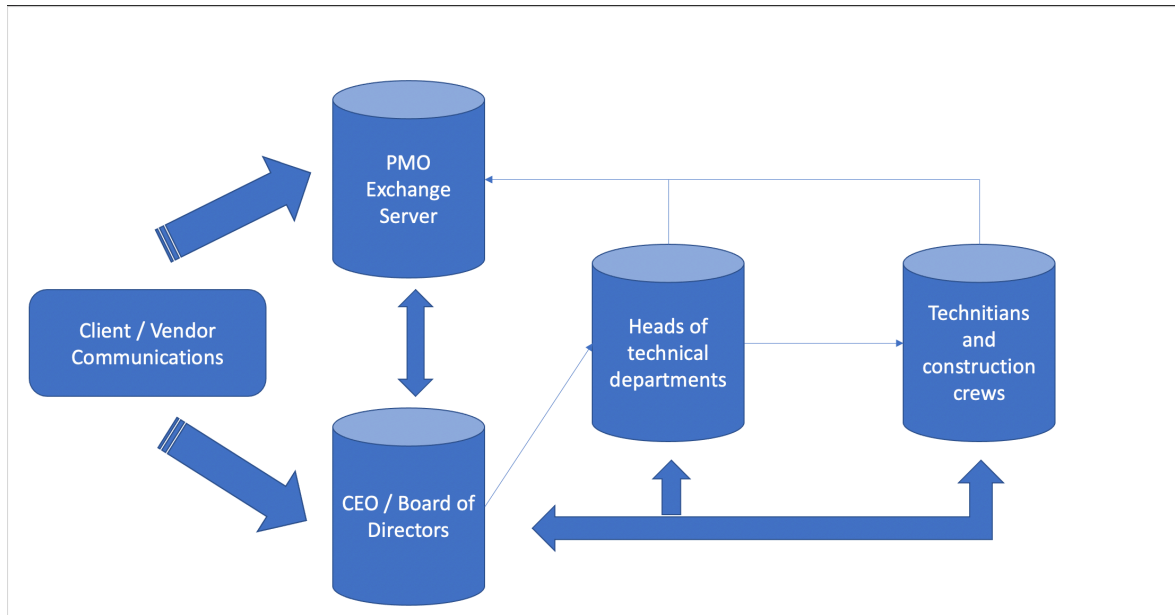 PMO
Exchange
Server
Client / Vendor
Communications
Heads of
technical
departments
Technitians
and
construction
crews
CEO / Board of
Directors